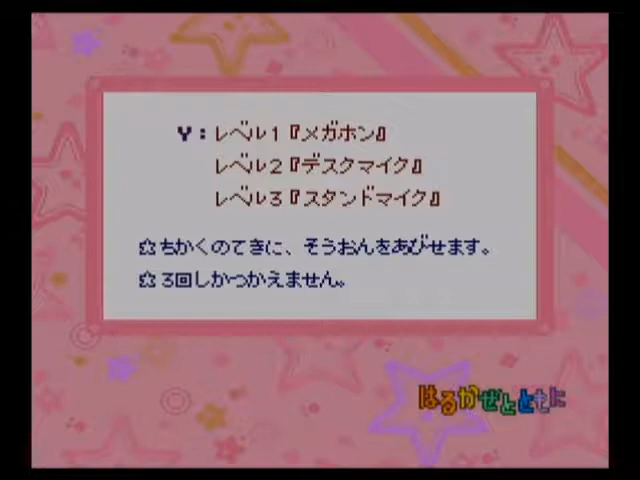 Y：レベル1『メガホン』
レベル2『デスクマイク』
レベル3『スタンドマイク』
☆ちかくのてきに、そうおんをあびせます。
☆3回しかつかえません。
はるかぜとともに